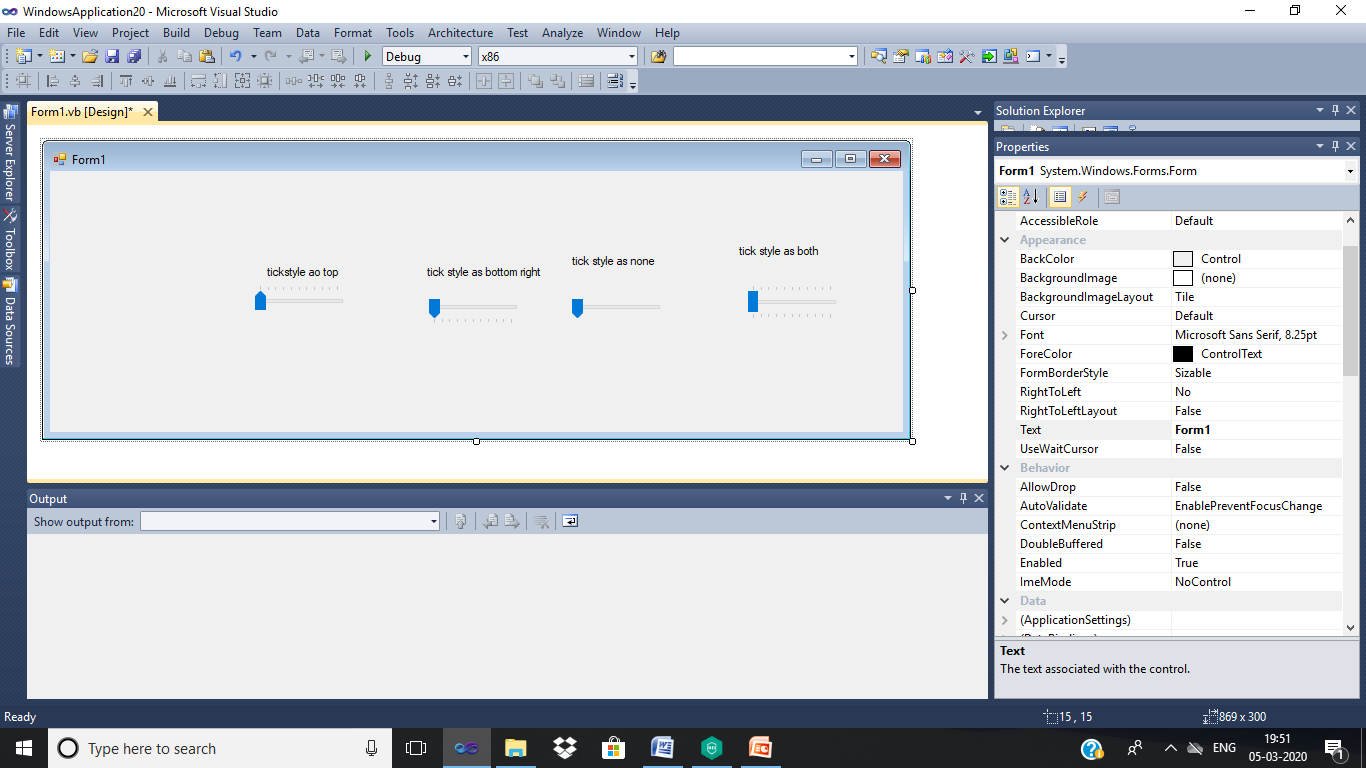 WindowsApplication20 - Microsoft Visual Studio
File Edit View Project Build Debug Team Data Format Tools Architecture Test Analyze Window Help
Debug x86
Form1.vb [Design]*
Server Explorer
Toolbox
Data Sources
Form1
tick style as both
tick style as none
tickstyle ao top
tick style as bottom right
Output
Show output from:
Solution Explorer
Properties
Form1 System.Windows.Forms.Form
AccessibleRole Default
Appearance
BackColor Control
BackgroundImage (none)
BackgroundImageLayout Tile
Cursor Default
Font Microsoft Sans Serif, 8.25pt
ForeColor ControlText
FormBorderStyle Sizable
RightToLeft No
RightToLeftLayout False
Text Form1
UseWaitCursor False
Behavior
AllowDrop False
AutoValidate EnablePreventFocusChange
ContextMenuStrip (none)
DoubleBuffered False
Enabled True
ImeMode NoControl
Data
(ApplicationSettings)
Text
The text associated with the control.
Ready 15 , 15 869 x 300
Type here to search
ENG
19:51
05-03-2020
1